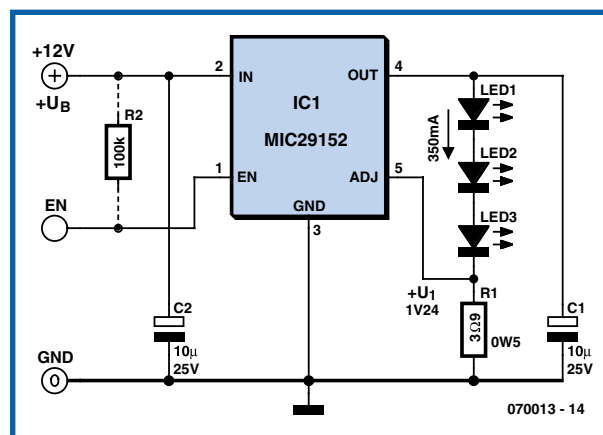 +12V
+UB
R2
100k
EN
GND
C2
10µ
25V
2
IN
1
EN
IC1
MIC29152
GND
3
OUT
4
ADJ
5
350mA
LED1
LED2
LED3
+U1
1V24
R1
3Ω9
0W5
C1
10µ
25V
0
070013 - 14